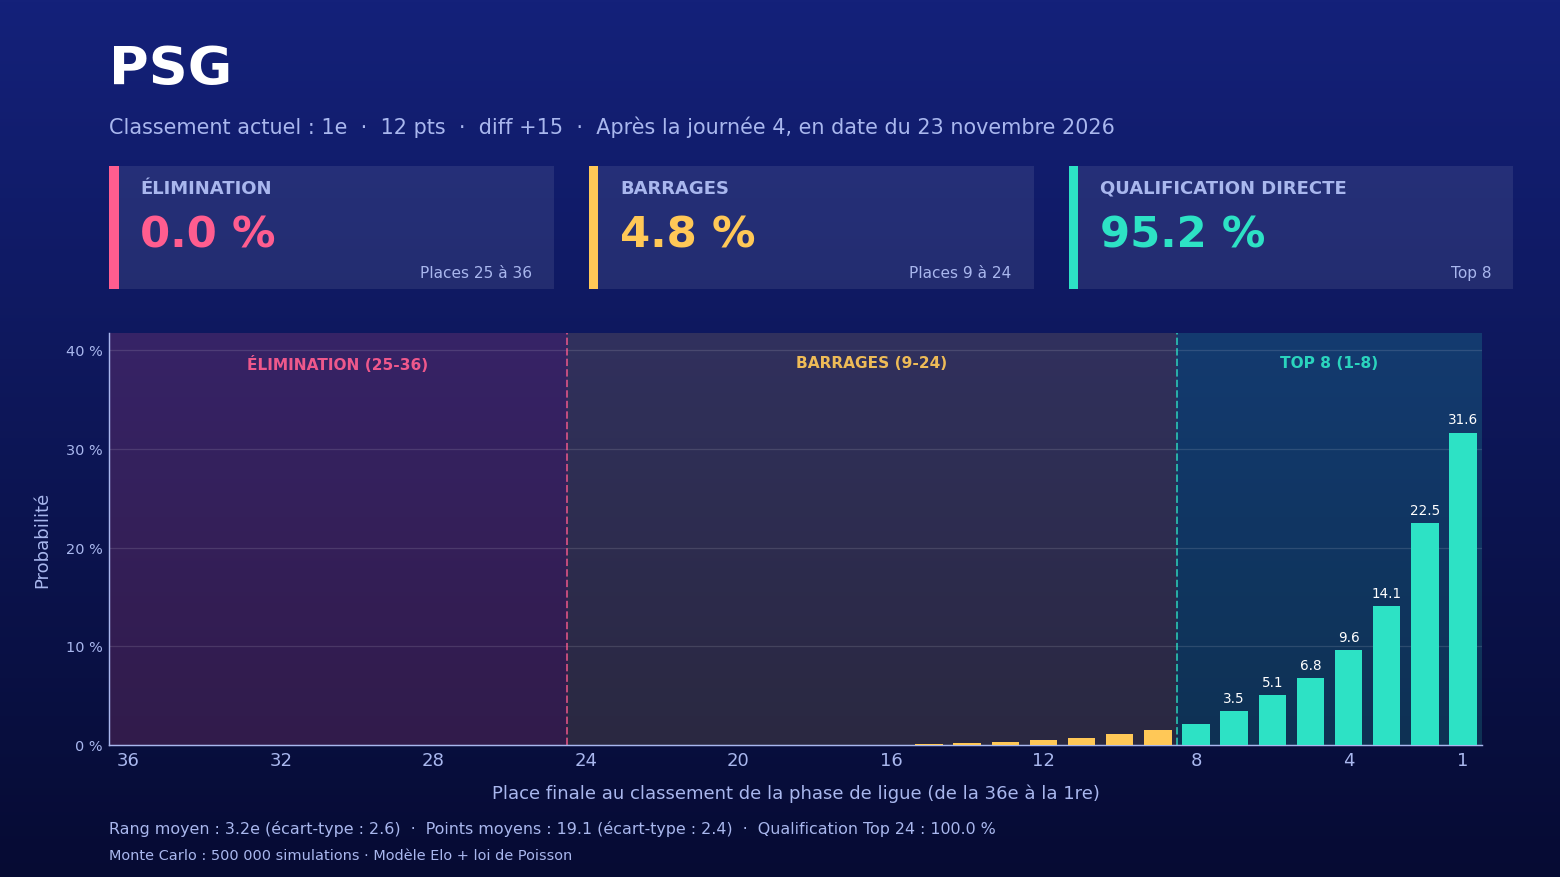 PSG
Classement actuel : 1e · 12 pts · diff +15 · Après la journée 4, en date du 23 novembre 2026
ÉLIMINATION
0.0 %
Places 25 à 36
BARRAGES
4.8 %
Places 9 à 24
QUALIFICATION DIRECTE
95.2 %
Top 8
ÉLIMINATION (25-36)
BARRAGES (9-24)
TOP 8 (1-8)
Probabilité
40 %
30 %
20 %
10 %
0 %
3.5
5.1
6.8
9.6
14.1
22.5
31.6
36 32 28 24 20 16 12 8 4 1
Place finale au classement de la phase de ligue (de la 36e à la 1re)
Rang moyen : 3.2e (écart-type : 2.6) · Points moyens : 19.1 (écart-type : 2.4) · Qualification Top 24 : 100.0 %
Monte Carlo : 500 000 simulations · Modèle Elo + loi de Poisson